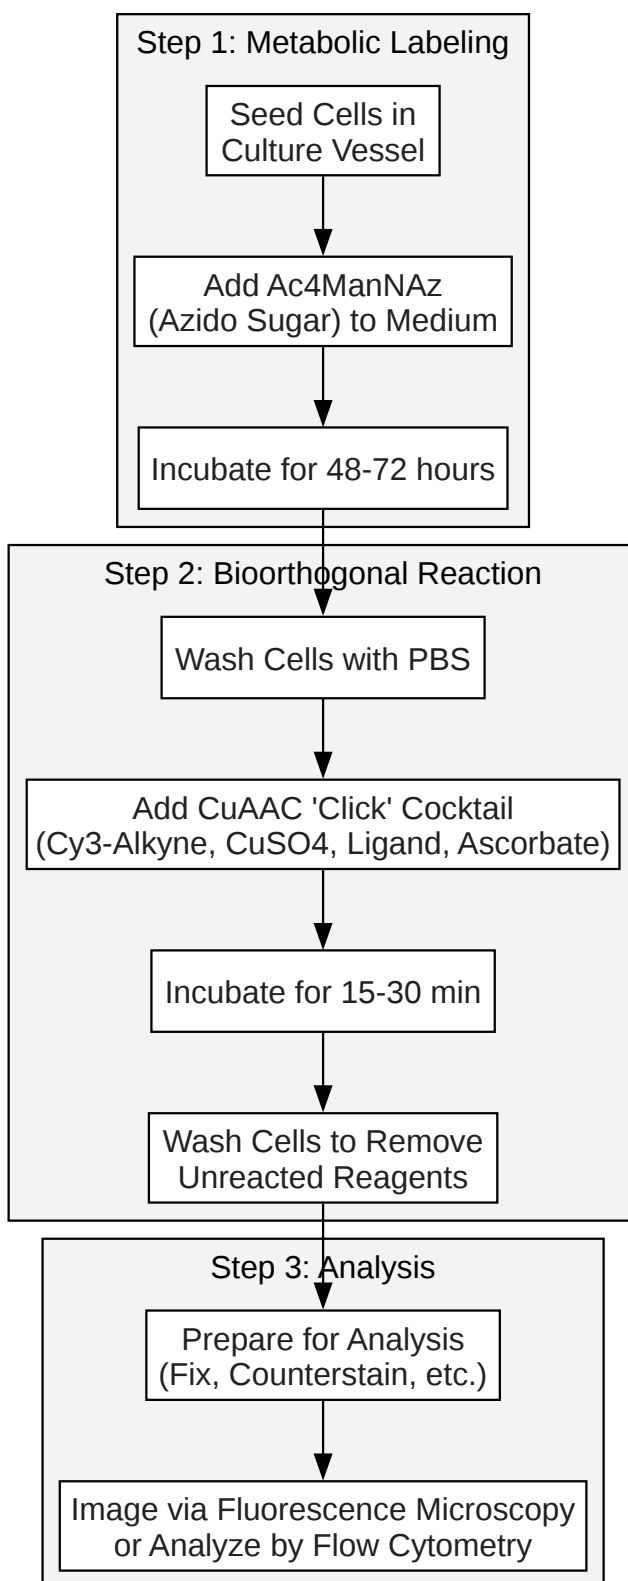 Step 1: Metabolic Labeling
Seed Cells in
Culture Vessel
Add Ac4ManNAz
(Azido Sugar) to Medium
Incubate for 48-72 hours
Step 2: Bioorthogonal Reaction
Wash Cells with PBS
Add CuAAC 'Click' Cocktail
(Cy3-Alkyne, CuSO4, Ligand, Ascorbate)
Incubate for 15-30 min
Wash Cells to Remove
Unreacted Reagents
Step 3: Analysis
Prepare for Analysis
(Fix, Counterstain, etc.)
Image via Fluorescence Microscopy
or Analyze by Flow Cytometry